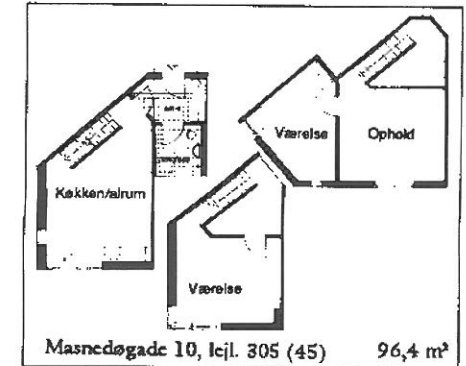 Værelse
Ophold
Køkken/alrum
Værelse
Masnedøgade 10, lejl. 305 (45) 96,4 m²